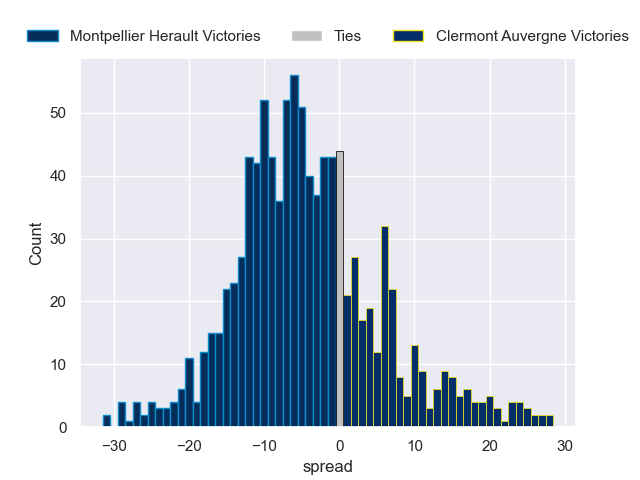 Montpellier Herault Victories   Ties   Clermont Auvergne Victories
50
40
30
20
10
0
Count
−30 −20 −10 0 10 20 30
spread